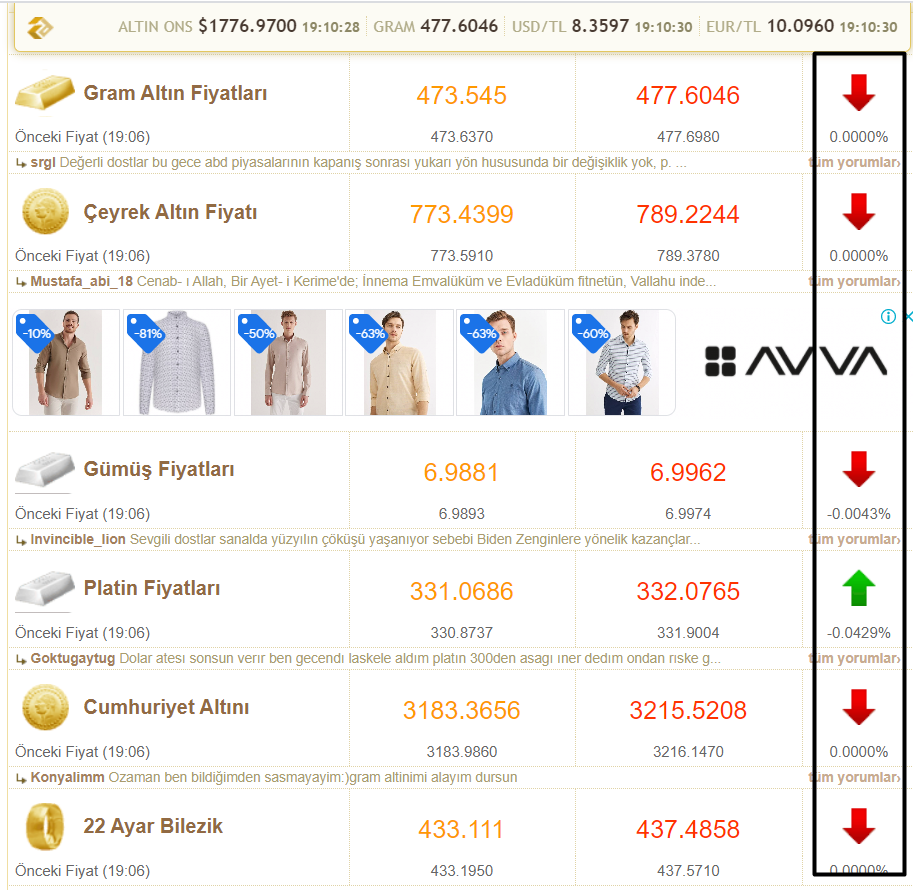 ALTIN ONS $1776.9700 19:10:28 GRAM 477.6046 USD/TL 8.3597 19:10:30 EUR/TL 10.0960 19:10:30
Gram Altın Fiyatları 473.545 477.6046
Önceki Fiyat (19:06) 473.6370 477.6980 0.0000%
srgl Değerli dostlar bu gece abd piyasalarının kapanış sonrası yukarı yön hususunda bir değişiklik yok, p. ... tüm yorumlar›
Çeyrek Altın Fiyatı 773.4399 789.2244
Önceki Fiyat (19:06) 773.5910 789.3780 0.0000%
Mustafa_abi_18 Cenab- ı Allah, Bir Ayet- i Kerime'de; İnnema Emvalüküm ve Evladüküm fitnetün, Vallahu inde... tüm yorumlar›
-10% -81% -50% -63% -63% -60%
AVVA
Gümüş Fiyatları 6.9881 6.9962
Önceki Fiyat (19:06) 6.9893 6.9974 -0.0043%
Invincible_lion Sevgili dostlar sanalda yüzyılın çöküşü yaşanıyor sebebi Biden Zenginlere yönelik kazançlar... tüm yorumlar›
Platin Fiyatları 331.0686 332.0765
Önceki Fiyat (19:06) 330.8737 331.9004 -0.0429%
Goktugaytug Dolar atesı sonsun verır ben gecendı laskele aldım platın 300den asagı ıner dedım ondan rıske g... tüm yorumlar›
Cumhuriyet Altını 3183.3656 3215.5208
Önceki Fiyat (19:06) 3183.9860 3216.1470 0.0000%
Konyalimm Ozaman ben bildiğimden sasmayayim:)gram altinimi alayım dursun tüm yorumlar›
22 Ayar Bilezik 433.111 437.4858
Önceki Fiyat (19:06) 433.1950 437.5710 0.0000%